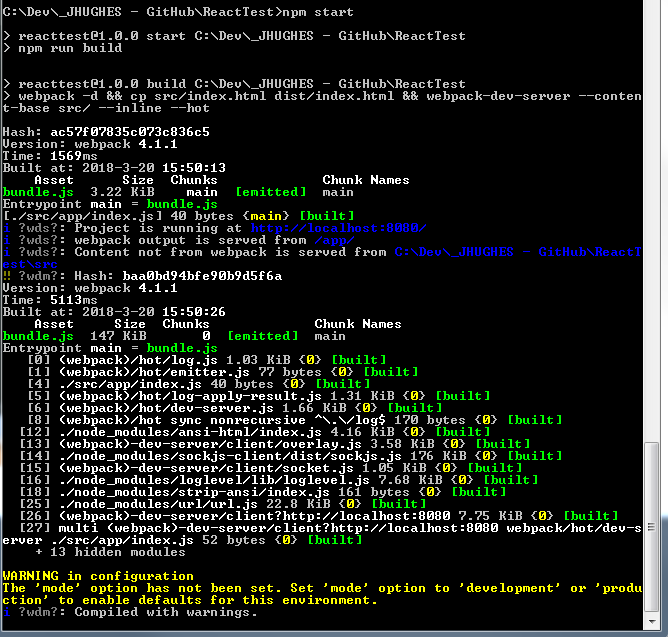 C:\Dev\_JHUGHES - GitHub\ReactTest>npm start
> reacttest@1.0.0 start C:\Dev\_JHUGHES - GitHub\ReactTest
> npm run build
> reacttest@1.0.0 build C:\Dev\_JHUGHES - GitHub\ReactTest
> webpack -d && cp src/index.html dist/index.html && webpack-dev-server --conten
t-base src/ --inline --hot
Hash: ac57f07835c073c836c5
Version: webpack 4.1.1
Time: 1569ms
Built at: 2018-3-20 15:50:13
Asset Size Chunks Chunk Names
bundle.js 3.22 KiB main [emitted] main
Entrypoint main = bundle.js
[./src/app/index.js] 40 bytes {main} [built]
i ?wds?: Project is running at http://localhost:8080/
i ?wds?: webpack output is served from /app/
i ?wds?: Content not from webpack is served from C:\Dev\_JHUGHES - GitHub\ReactT
est\src
‼ ?wdm?: Hash: baa0bd94bfe90b9d5f6a
Version: webpack 4.1.1
Time: 5113ms
Built at: 2018-3-20 15:50:26
Asset Size Chunks Chunk Names
bundle.js 147 KiB 0 [emitted] main
Entrypoint main = bundle.js
[0] (webpack)/hot/log.js 1.03 KiB {0} [built]
[1] (webpack)/hot/emitter.js 77 bytes {0} [built]
[4] ./src/app/index.js 40 bytes {0} [built]
[5] (webpack)/hot/log-apply-result.js 1.31 KiB {0} [built]
[6] (webpack)/hot/dev-server.js 1.66 KiB {0} [built]
[8] (webpack)/hot sync nonrecursive ^\.\/log$ 170 bytes {0} [built]
[12] ./node_modules/ansi-html/index.js 4.16 KiB {0} [built]
[13] (webpack)-dev-server/client/overlay.js 3.58 KiB {0} [built]
[14] ./node_modules/sockjs-client/dist/sockjs.js 176 KiB {0} [built]
[15] (webpack)-dev-server/client/socket.js 1.05 KiB {0} [built]
[16] ./node_modules/loglevel/lib/loglevel.js 7.68 KiB {0} [built]
[18] ./node_modules/strip-ansi/index.js 161 bytes {0} [built]
[25] ./node_modules/url/url.js 22.8 KiB {0} [built]
[26] (webpack)-dev-server/client?http://localhost:8080 7.75 KiB {0} [built]
[27] multi (webpack)-dev-server/client?http://localhost:8080 webpack/hot/dev-s
erver ./src/app/index.js 52 bytes {0} [built]
+ 13 hidden modules
WARNING in configuration
The 'mode' option has not been set. Set 'mode' option to 'development' or 'produ
ction' to enable defaults for this environment.
i ?wdm?: Compiled with warnings.